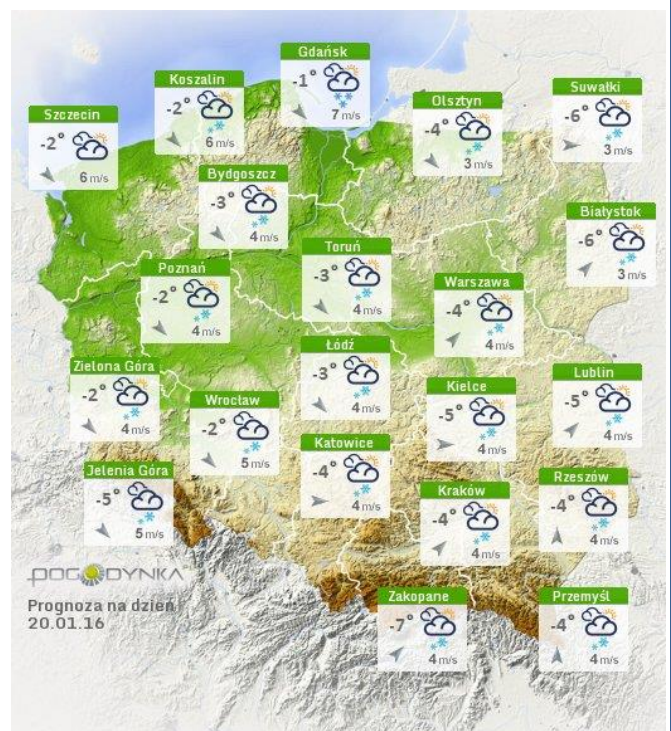 Gdańsk
-1°
7 m/s
Koszalin
-2°
6 m/s
Suwałki
-6°
3 m/s
Olsztyn
-4°
3 m/s
Szczecin
-2°
6 m/s
Bydgoszcz
-3°
4 m/s
Białystok
-6°
3 m/s
Toruń
-3°
4 m/s
Poznań
-2°
4 m/s
Warszawa
-4°
4 m/s
Łódź
-3°
4 m/s
Zielona Góra
-2°
4 m/s
Lublin
-5°
4 m/s
Kielce
-5°
4 m/s
Wrocław
-2°
5 m/s
Katowice
-4°
4 m/s
Jelenia Góra
-5°
5 m/s
Rzeszów
-4°
4 m/s
Kraków
-4°
4 m/s
POGODYNKA
Prognoza na dzień
20.01.16
Zakopane
-7°
4 m/s
Przemyśl
-4°
4 m/s